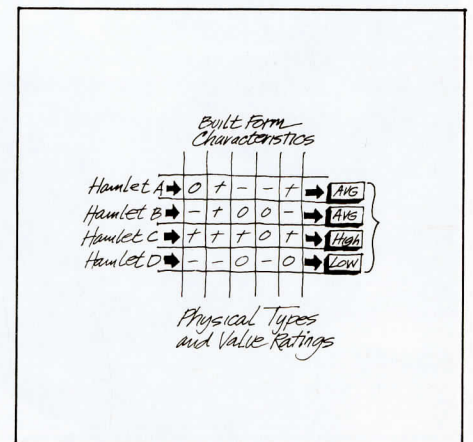 Built Form
Characteristics
Hamlet A → O + - - + → AVG
Hamlet B → - + O O - → AVG
Hamlet C → + + + O + → High
Hamlet D → - - O - O → LOW
Physical Types
and Value Ratings